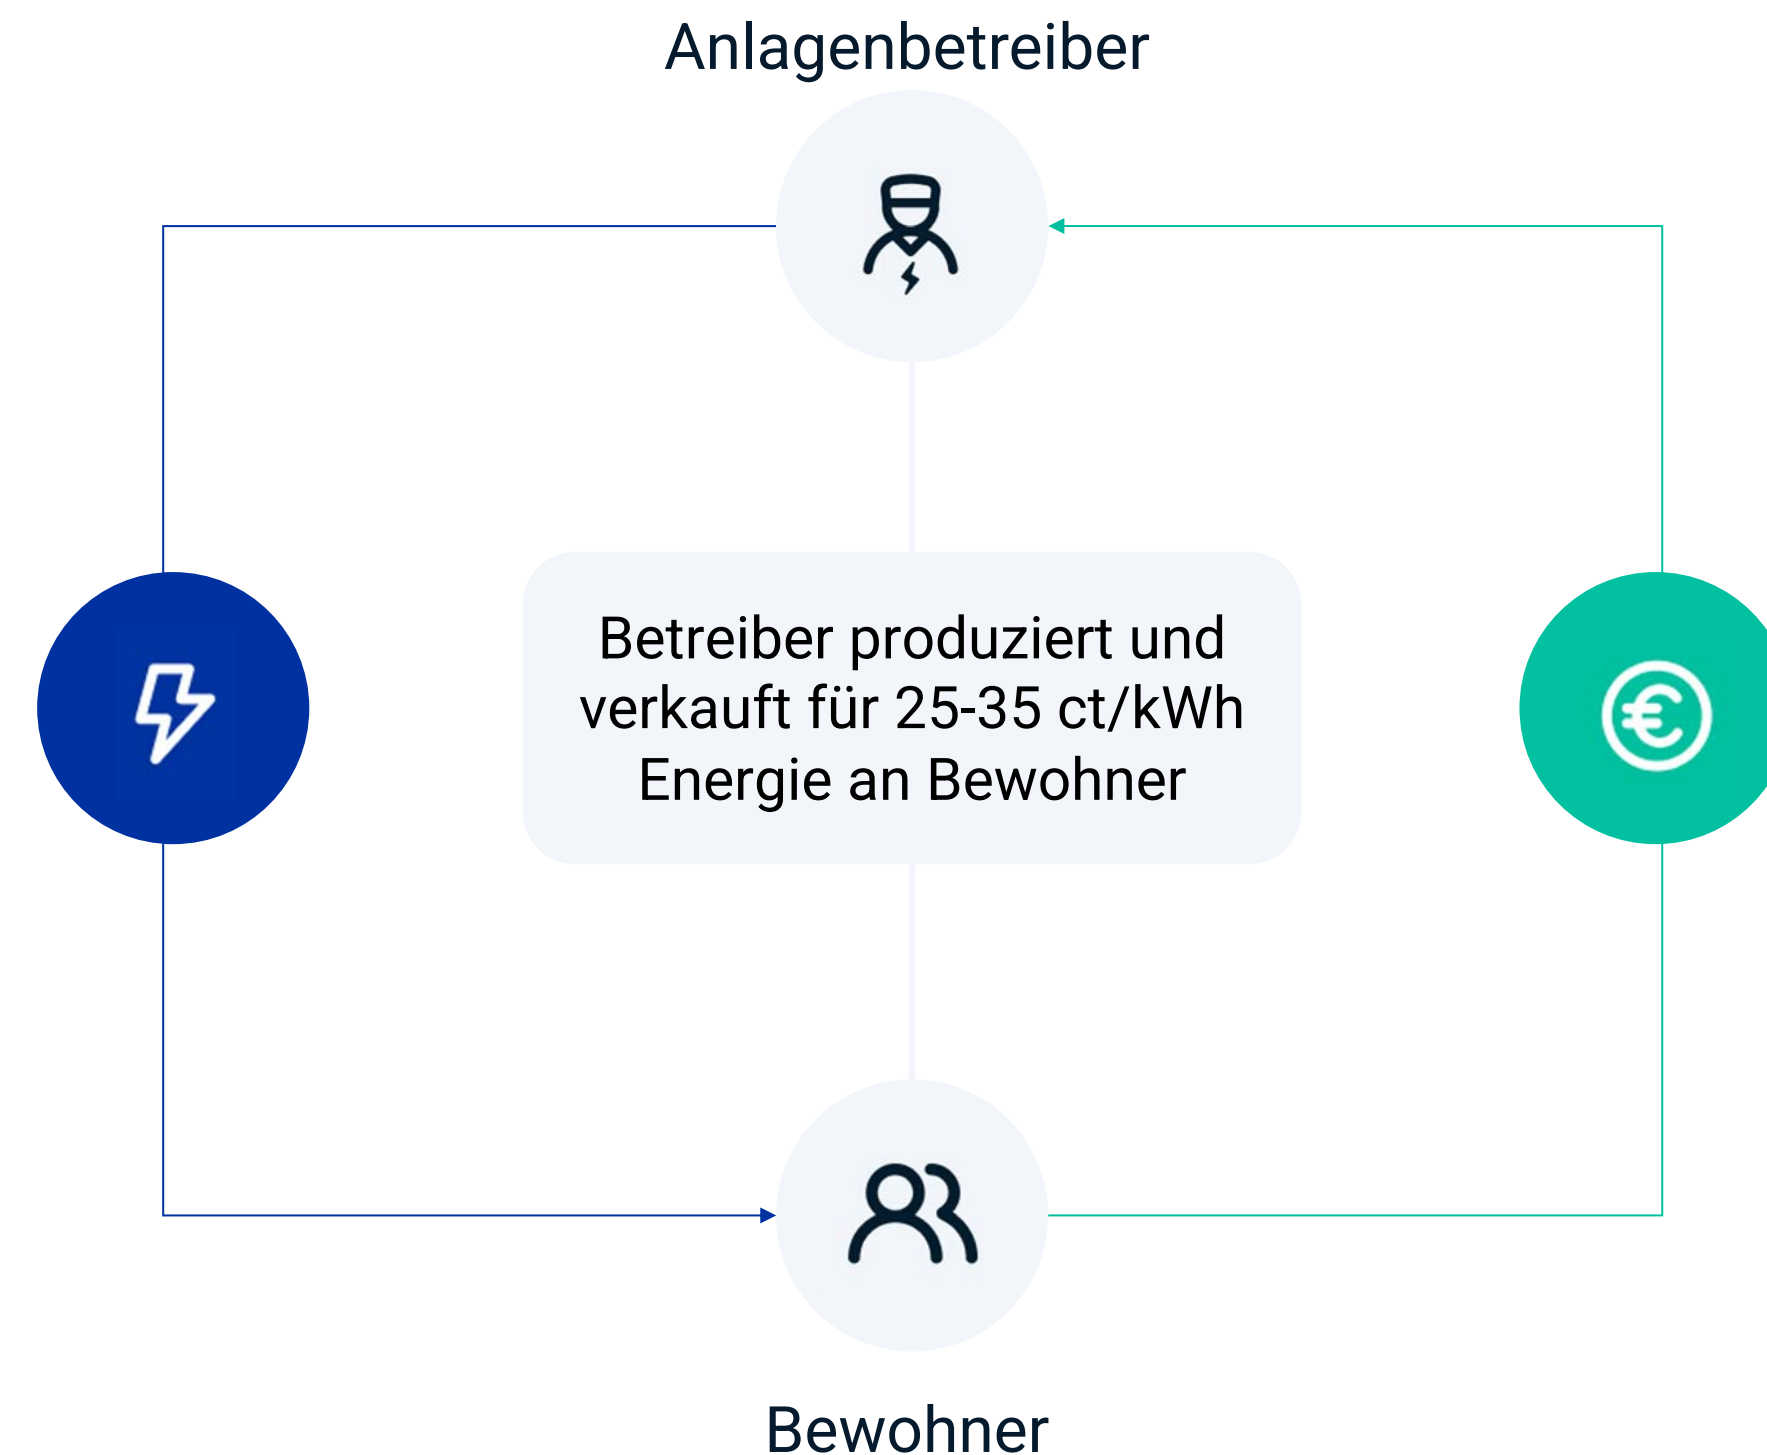 Anlagenbetreiber
Betreiber produziert und
verkauft für 25-35 ct/kWh
Energie an Bewohner
Bewohner